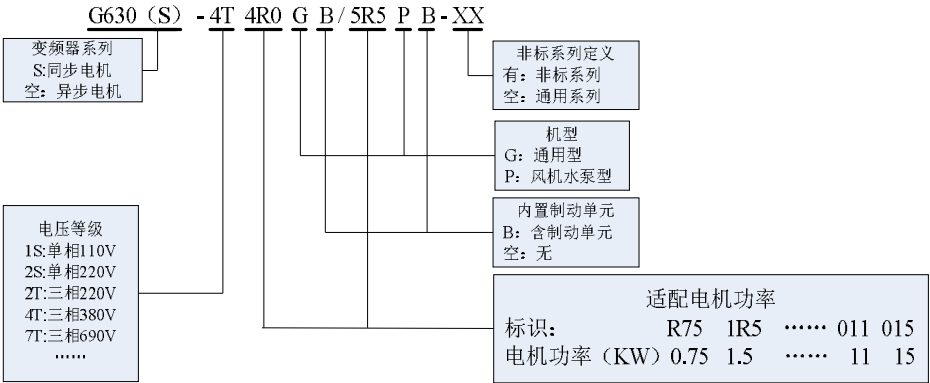 G630（S）-4T 4R0 G B/5R5 P B-XX
变频器系列
S:同步电机
空：异步电机
非标系列定义
有：非标系列
空：通用系列
机型
G：通用型
P：风机水泵型
电压等级
1S:单相110V
2S:单相220V
2T:三相220V
4T:三相380V
7T:三相690V
……
内置制动单元
B：含制动单元
空：无
适配电机功率
标识： R75 1R5 …… 011 015
电机功率（KW）0.75 1.5 …… 11 15